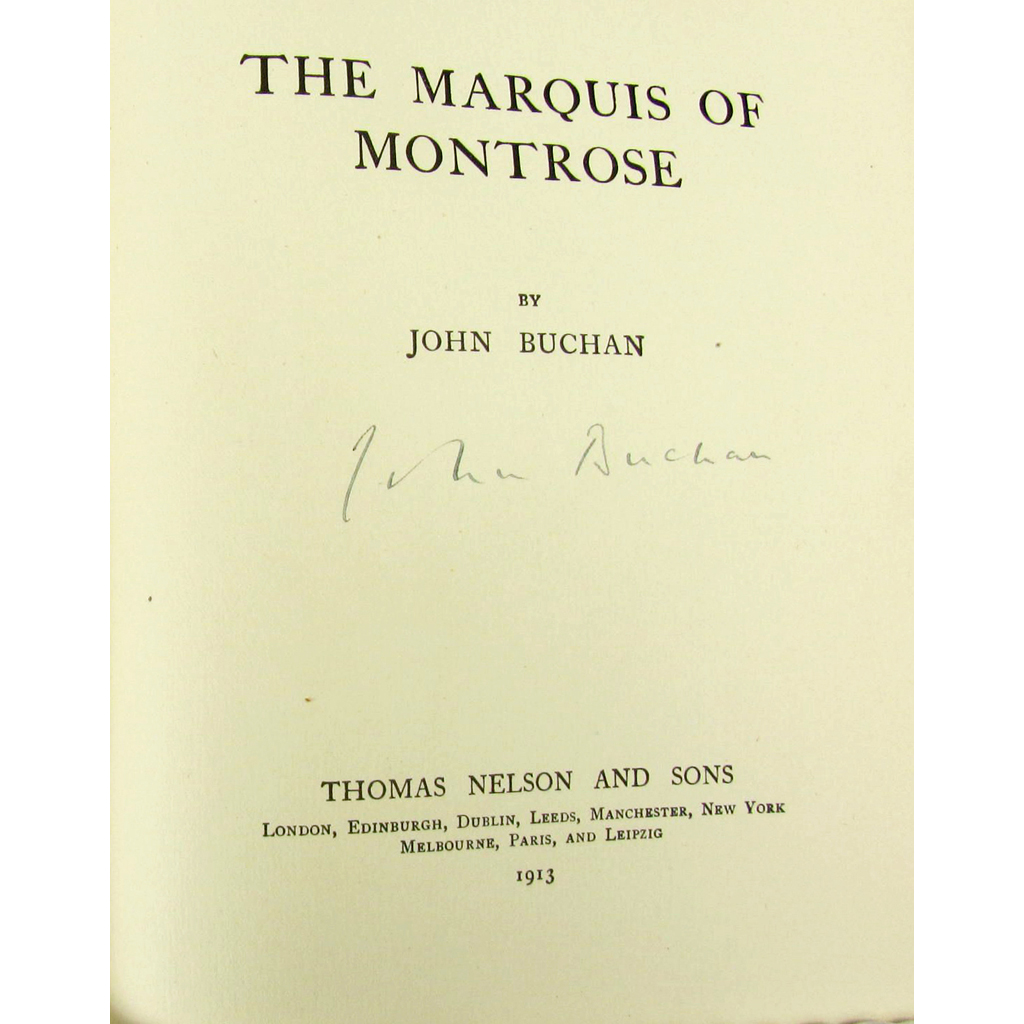 THE MARQUIS OF
MONTROSE
BY
JOHN BUCHAN
John Buchan
THOMAS NELSON AND SONS
LONDON, EDINBURGH, DUBLIN, LEEDS, MANCHESTER, NEW YORK
MELBOURNE, PARIS, AND LEIPZIG
1913